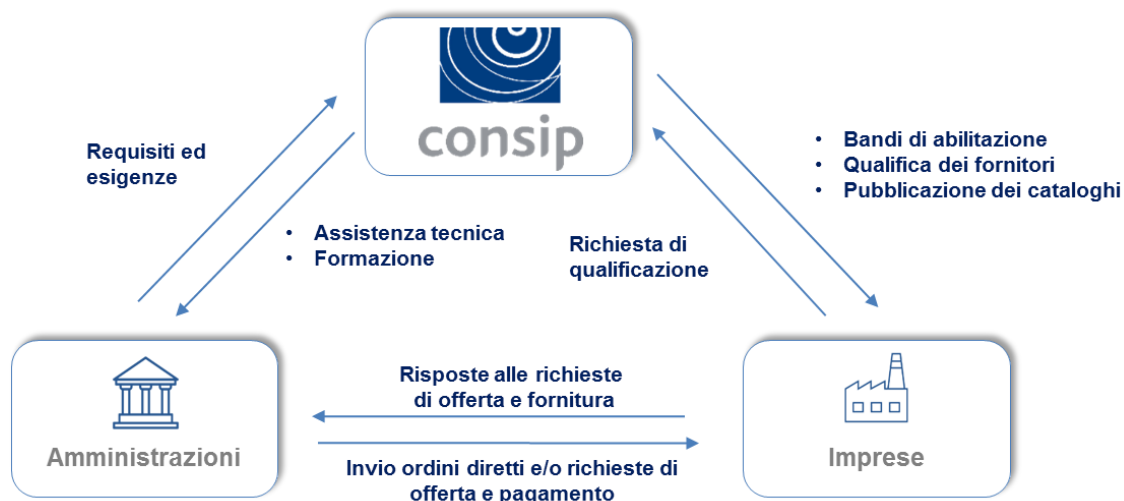 consip
Requisiti ed
esigenze
• Bandi di abilitazione
• Qualifica dei fornitori
• Pubblicazione dei cataloghi
• Assistenza tecnica
• Formazione
Richiesta di
qualificazione
Risposte alle richieste
di offerta e fornitura
Amministrazioni
Imprese
Invio ordini diretti e/o richieste di
offerta e pagamento